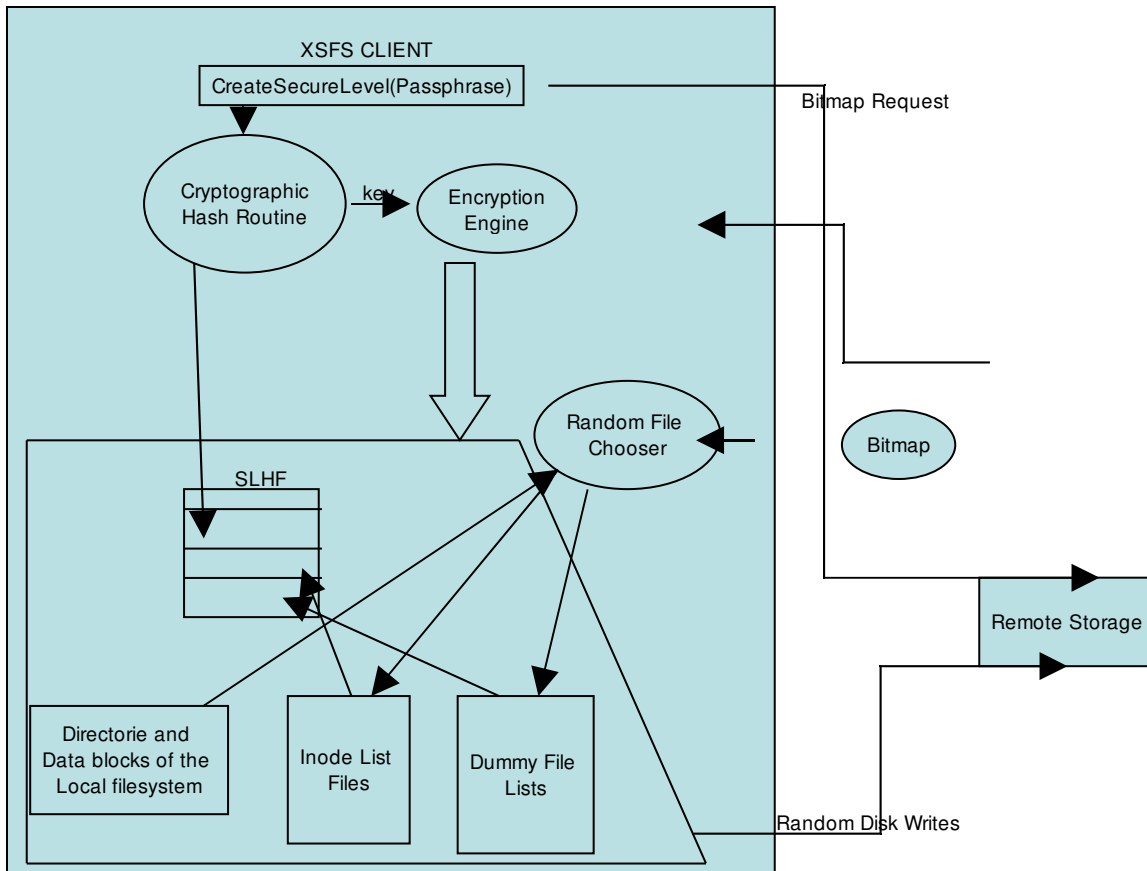 XSFS CLIENT
CreateSecureLevel(Passphrase)
Bitmap Request
Cryptographic
Hash Routine
key
Encryption
Engine
Random File
Chooser
Bitmap
SLHF
Remote Storage
Directorie and
Data blocks of the
Local filesystem
Inode List
Files
Dummy File
Lists
Random Disk Writes